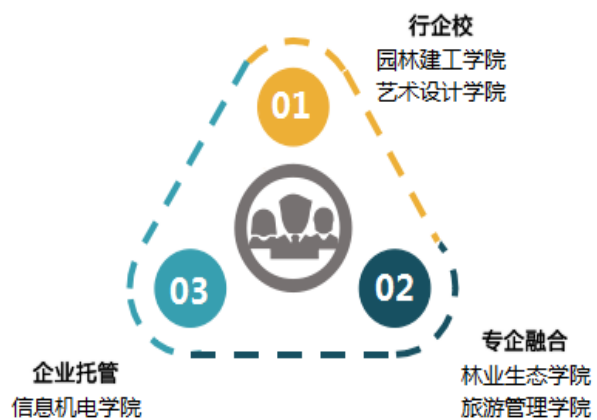 行企校
园林建工学院
艺术设计学院
01
03
02
专企融合
林业生态学院
旅游管理学院
企业托管
信息机电学院